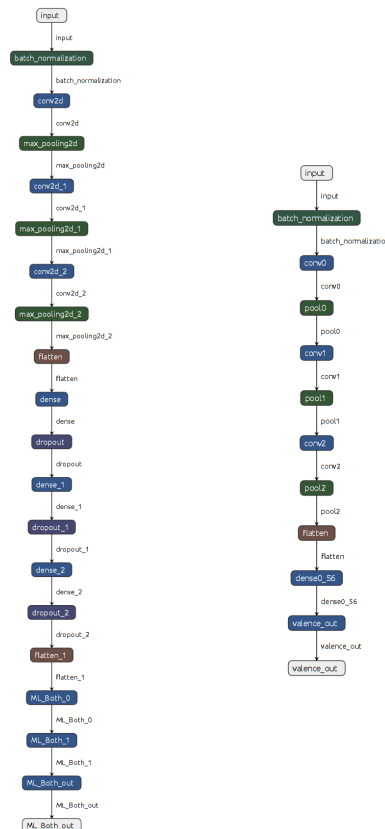 input
input
batch_normalization
batch_normalization
conv2d
conv2d
max_pooling2d
max_pooling2d
conv2d_1
conv2d_1
max_pooling2d_1
max_pooling2d_1
conv2d_2
conv2d_2
max_pooling2d_2
max_pooling2d_2
flatten
flatten
dense
dense
dropout
dropout
dense_1
dense_1
dropout_1
dropout_1
dense_2
dense_2
dropout_2
dropout_2
flatten_1
flatten_1
ML_Both_0
ML_Both_0
ML_Both_1
ML_Both_1
ML_Both_out
ML_Both_out
ML_Both_out
input
input
batch_normalization
batch_normalizatio
conv0
conv0
pool0
pool0
conv1
conv1
pool1
pool1
conv2
conv2
pool2
pool2
flatten
flatten
dense0_56
dense0_56
valence_out
valence_out
valence_out